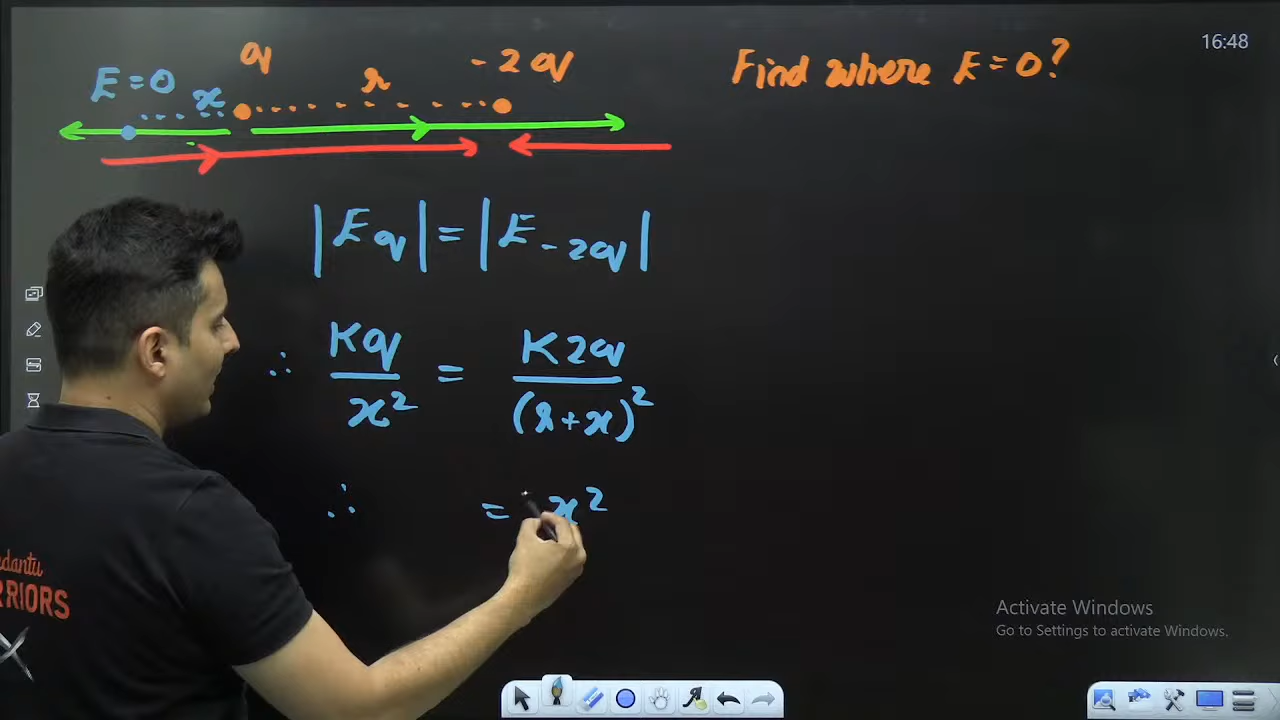 16:48
q
-2q
Find where E=0?
E=0
x
r
|Eq| = |E-2q|
∴ Kq/x² = K2q/(r+x)²
∴ = x²
dantu
RRIORS
X
Activate Windows
Go to Settings to activate Windows.